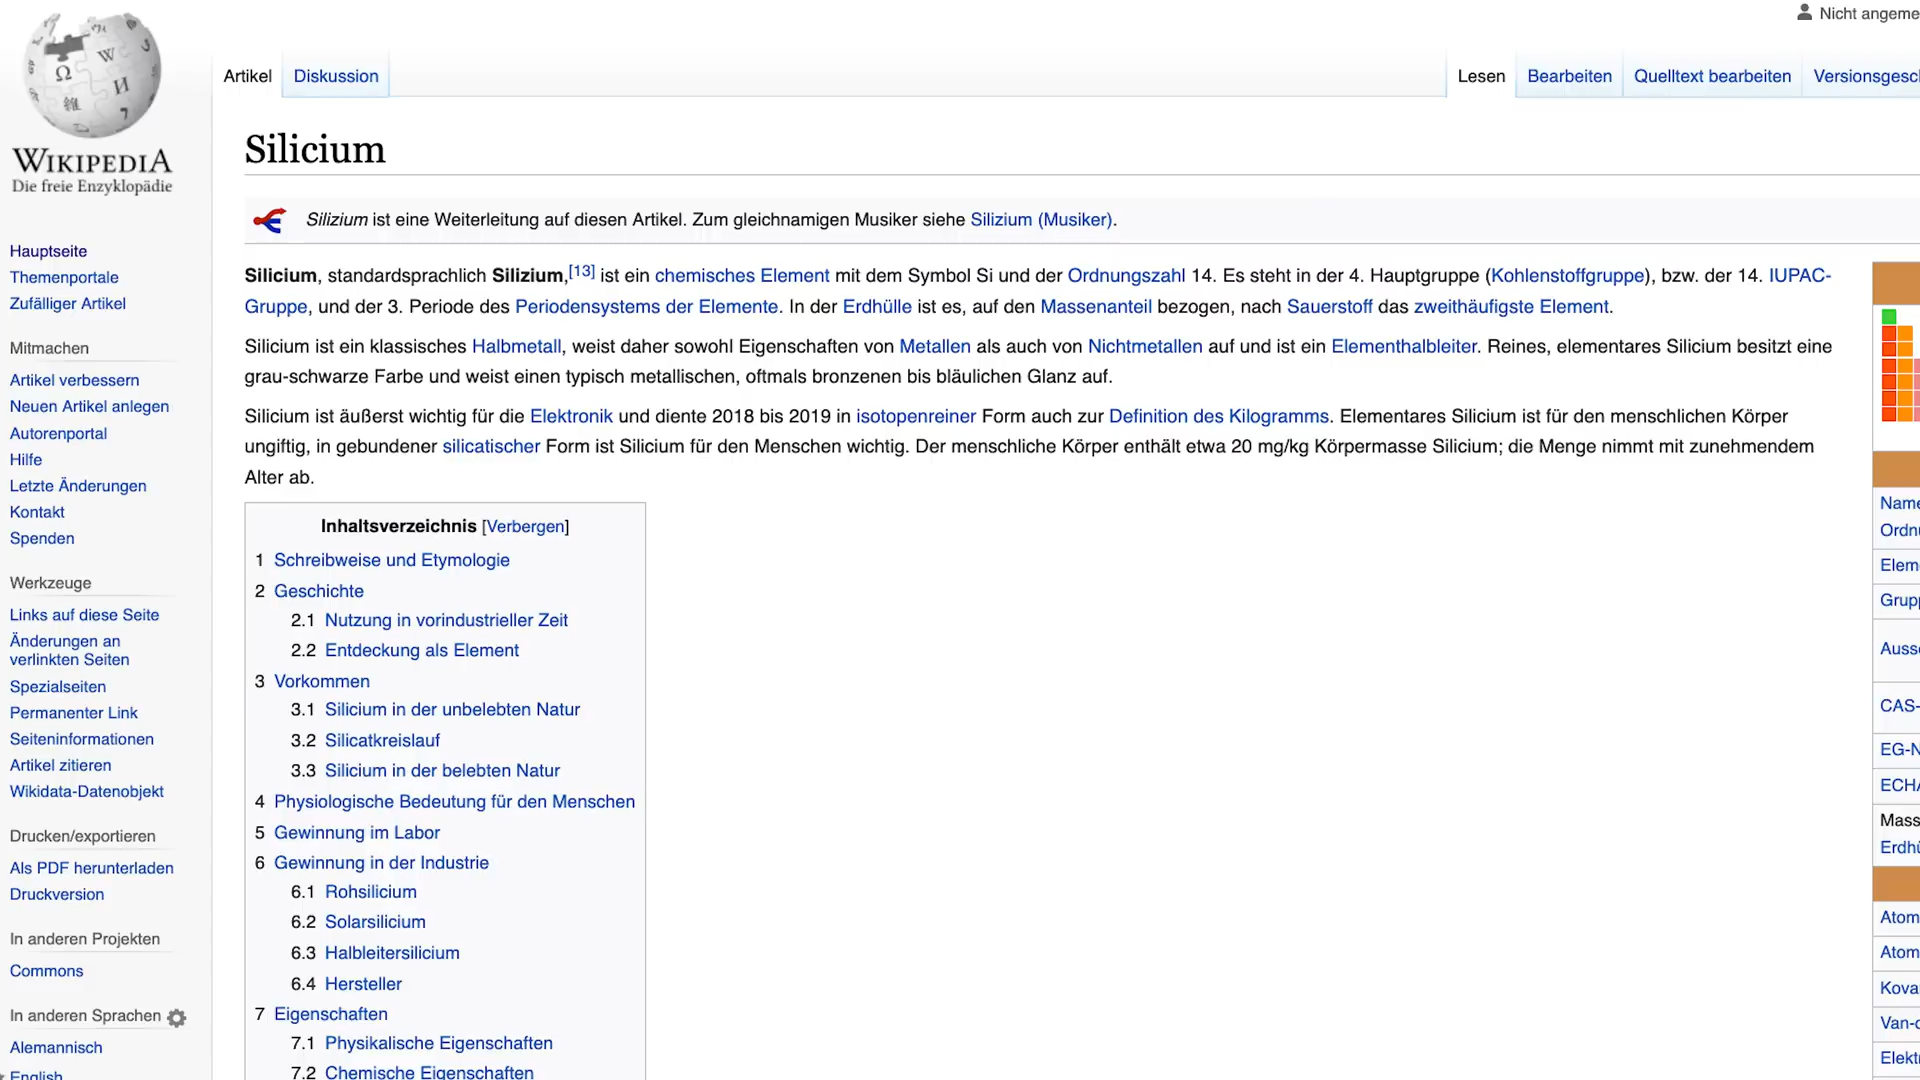 Nicht angeme
WIKIPEDIA
Die freie Enzyklopädie
Artikel
Diskussion
Lesen
Bearbeiten
Quelltext bearbeiten
Versionsgesc
Hauptseite
Themenportale
Zufälliger Artikel
Mitmachen
Artikel verbessern
Neuen Artikel anlegen
Autorenportal
Hilfe
Letzte Änderungen
Kontakt
Spenden
Werkzeuge
Links auf diese Seite
Änderungen an
verlinkten Seiten
Spezialseiten
Permanenter Link
Seiteninformationen
Artikel zitieren
Wikidata-Datenobjekt
Drucken/exportieren
Als PDF herunterladen
Druckversion
In anderen Projekten
Commons
In anderen Sprachen
Alemannisch
English
Silicium
Silizium ist eine Weiterleitung auf diesen Artikel. Zum gleichnamigen Musiker siehe Silizium (Musiker).
Silicium, standardsprachlich Silizium,[13] ist ein chemisches Element mit dem Symbol Si und der Ordnungszahl 14. Es steht in der 4. Hauptgruppe (Kohlenstoffgruppe), bzw. der 14. IUPAC-
Gruppe, und der 3. Periode des Periodensystems der Elemente. In der Erdhülle ist es, auf den Massenanteil bezogen, nach Sauerstoff das zweithäufigste Element.
Silicium ist ein klassisches Halbmetall, weist daher sowohl Eigenschaften von Metallen als auch von Nichtmetallen auf und ist ein Elementhalbleiter. Reines, elementares Silicium besitzt eine
grau-schwarze Farbe und weist einen typisch metallischen, oftmals bronzenen bis bläulichen Glanz auf.
Silicium ist äußerst wichtig für die Elektronik und diente 2018 bis 2019 in isotopenreiner Form auch zur Definition des Kilogramms. Elementares Silicium ist für den menschlichen Körper
ungiftig, in gebundener silicatischer Form ist Silicium für den Menschen wichtig. Der menschliche Körper enthält etwa 20 mg/kg Körpermasse Silicium; die Menge nimmt mit zunehmendem
Alter ab.
Inhaltsverzeichnis [Verbergen]
1 Schreibweise und Etymologie
2 Geschichte
2.1 Nutzung in vorindustrieller Zeit
2.2 Entdeckung als Element
3 Vorkommen
3.1 Silicium in der unbelebten Natur
3.2 Silicatkreislauf
3.3 Silicium in der belebten Natur
4 Physiologische Bedeutung für den Menschen
5 Gewinnung im Labor
6 Gewinnung in der Industrie
6.1 Rohsilicium
6.2 Solarsilicium
6.3 Halbleitersilicium
6.4 Hersteller
7 Eigenschaften
7.1 Physikalische Eigenschaften
7.2 Chemische Eigenschaften
Name
Ordnu
Elem
Grup
Auss
CAS-
EG-N
ECHA
Mass
Erdhü
Atom
Atom
Kova
Van-d
Elekt